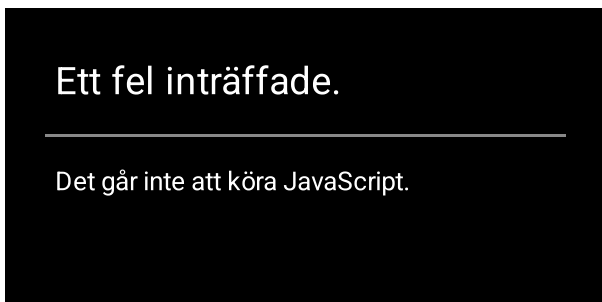 Ett fel inträffade.
Det går inte att köra JavaScript.